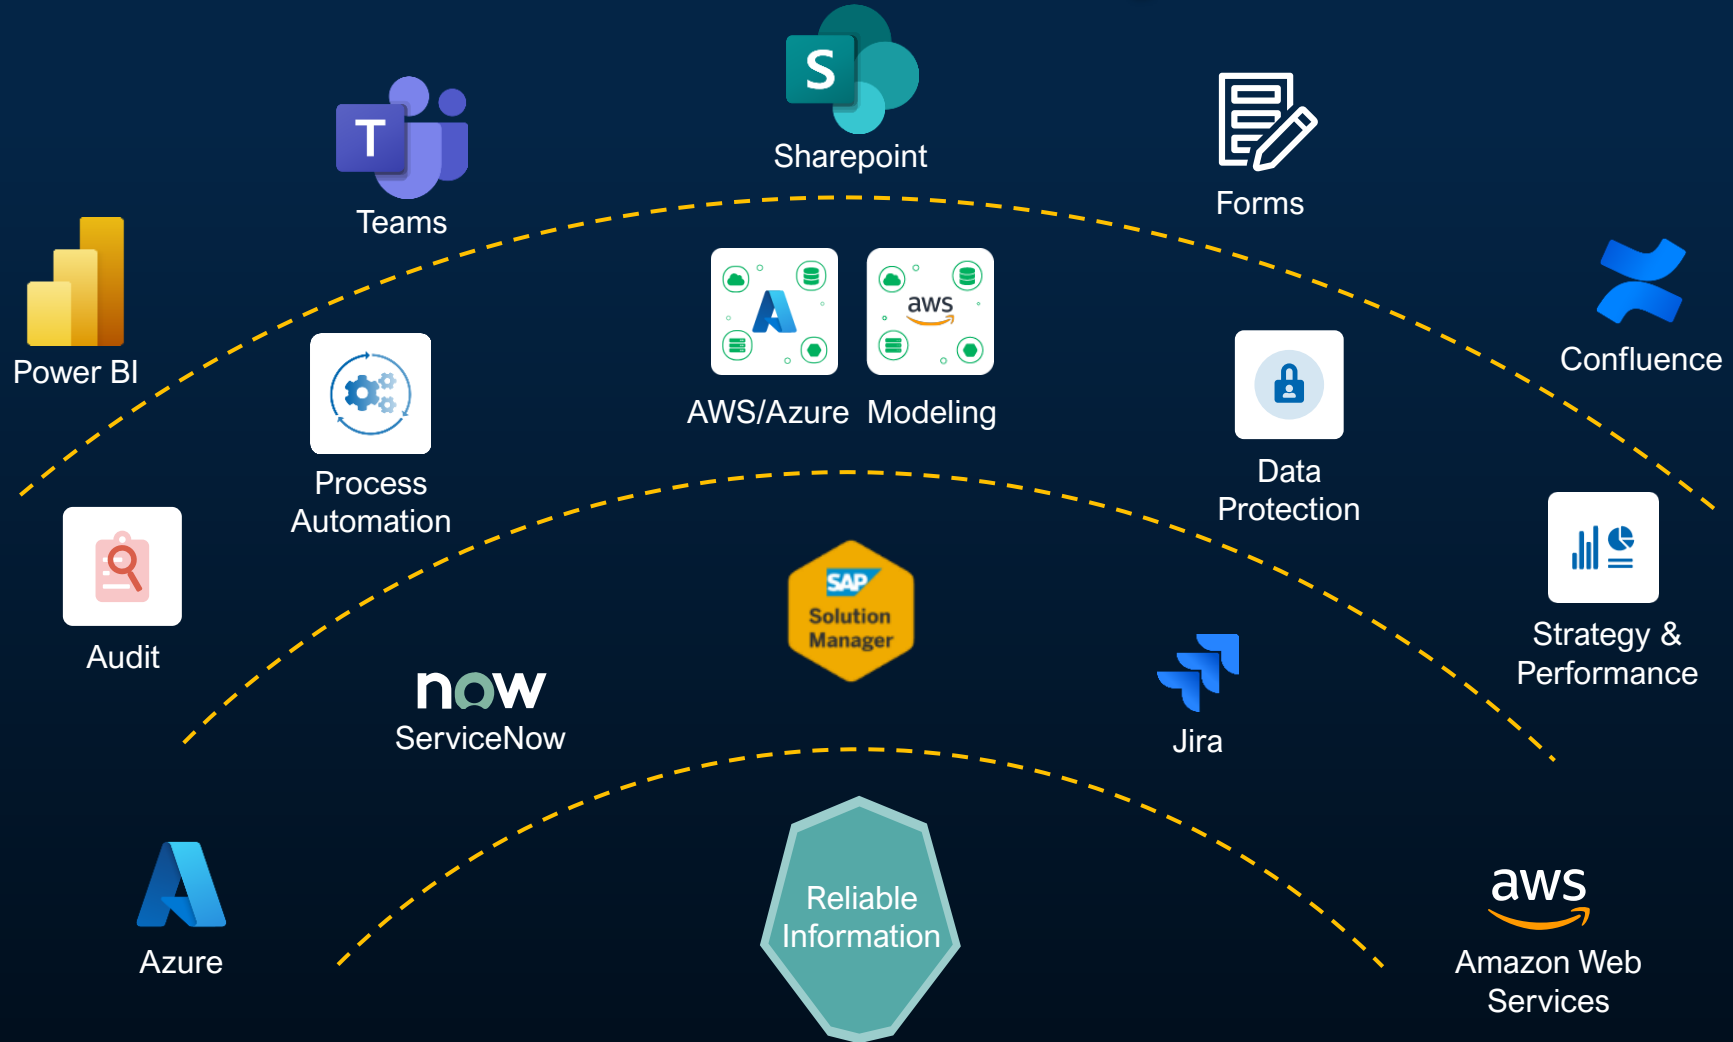 S
Sharepoint
T
Teams
Forms
Power BI
Confluence
aws
AWS/Azure Modeling
Process
Automation
Data
Protection
Audit
Strategy &
Performance
SAP
Solution
Manager
now
ServiceNow
Jira
Reliable
Information
Azure
aws
Amazon Web
Services